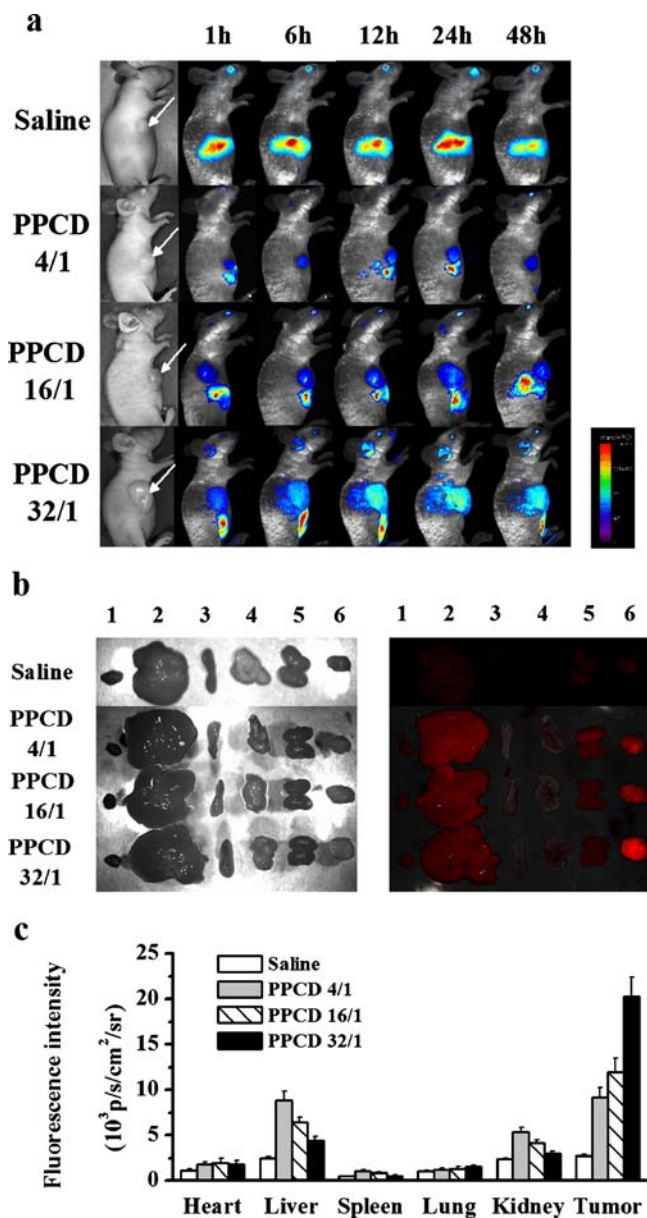 a
1h 6h 12h 24h 48h
Saline
PPCD
4/1
PPCD
16/1
PPCD
32/1
b
1 2 3 4 5 6 1 2 3 4 5 6
Saline
PPCD
4/1
PPCD
16/1
PPCD
32/1
c
Fluorescence intensity
(10³ p/s/cm²/sr)
25
20
15
10
5
0
Saline
PPCD 4/1
PPCD 16/1
PPCD 32/1
Heart Liver Spleen Lung Kidney Tumor